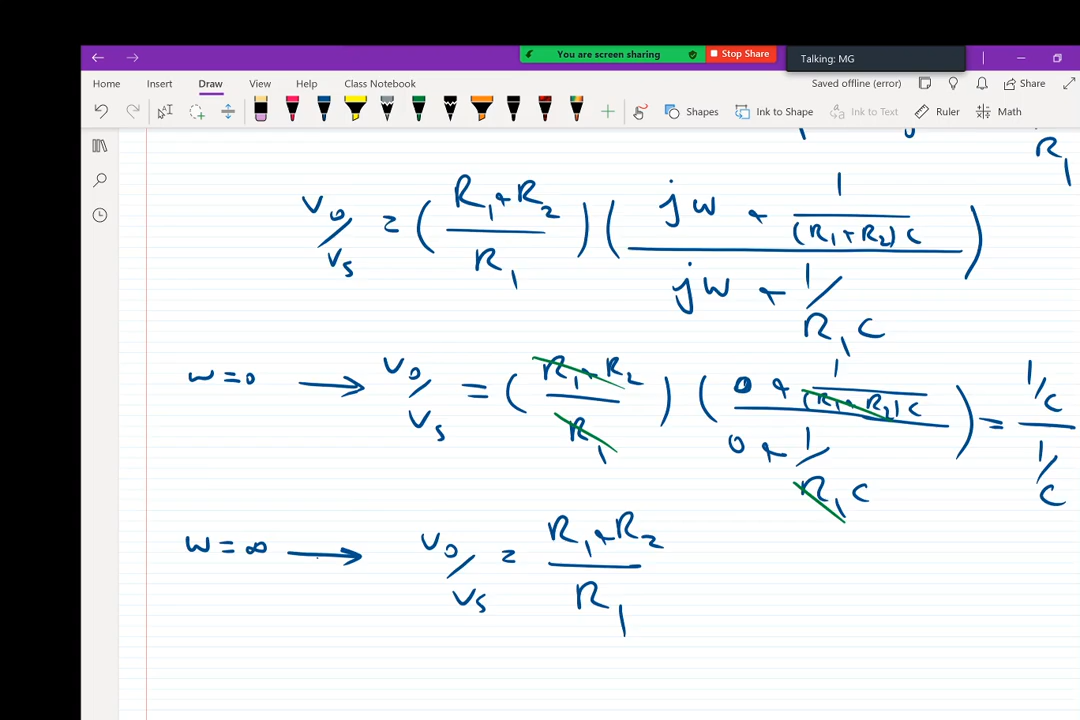 You are screen sharing Stop Share Talking: MG
Home Insert Draw View Help Class Notebook Saved offline (error) Share
Shapes Ink to Shape Ink to Text Ruler Math
R₁
Vo/Vs = ( (R₁ + R₂) / R₁ ) ( (jω + 1/((R₁ + R₂)C)) / (jω + 1/R₁C) )
ω = 0 → Vo/Vs = ( (R₁ + R₂) / R₁ ) ( (0 + 1/((R₁ + R₂)C)) / (0 + 1/R₁C) ) = (1/C) / (1/C)
ω = ∞ → Vo/Vs = (R₁ + R₂) / R₁